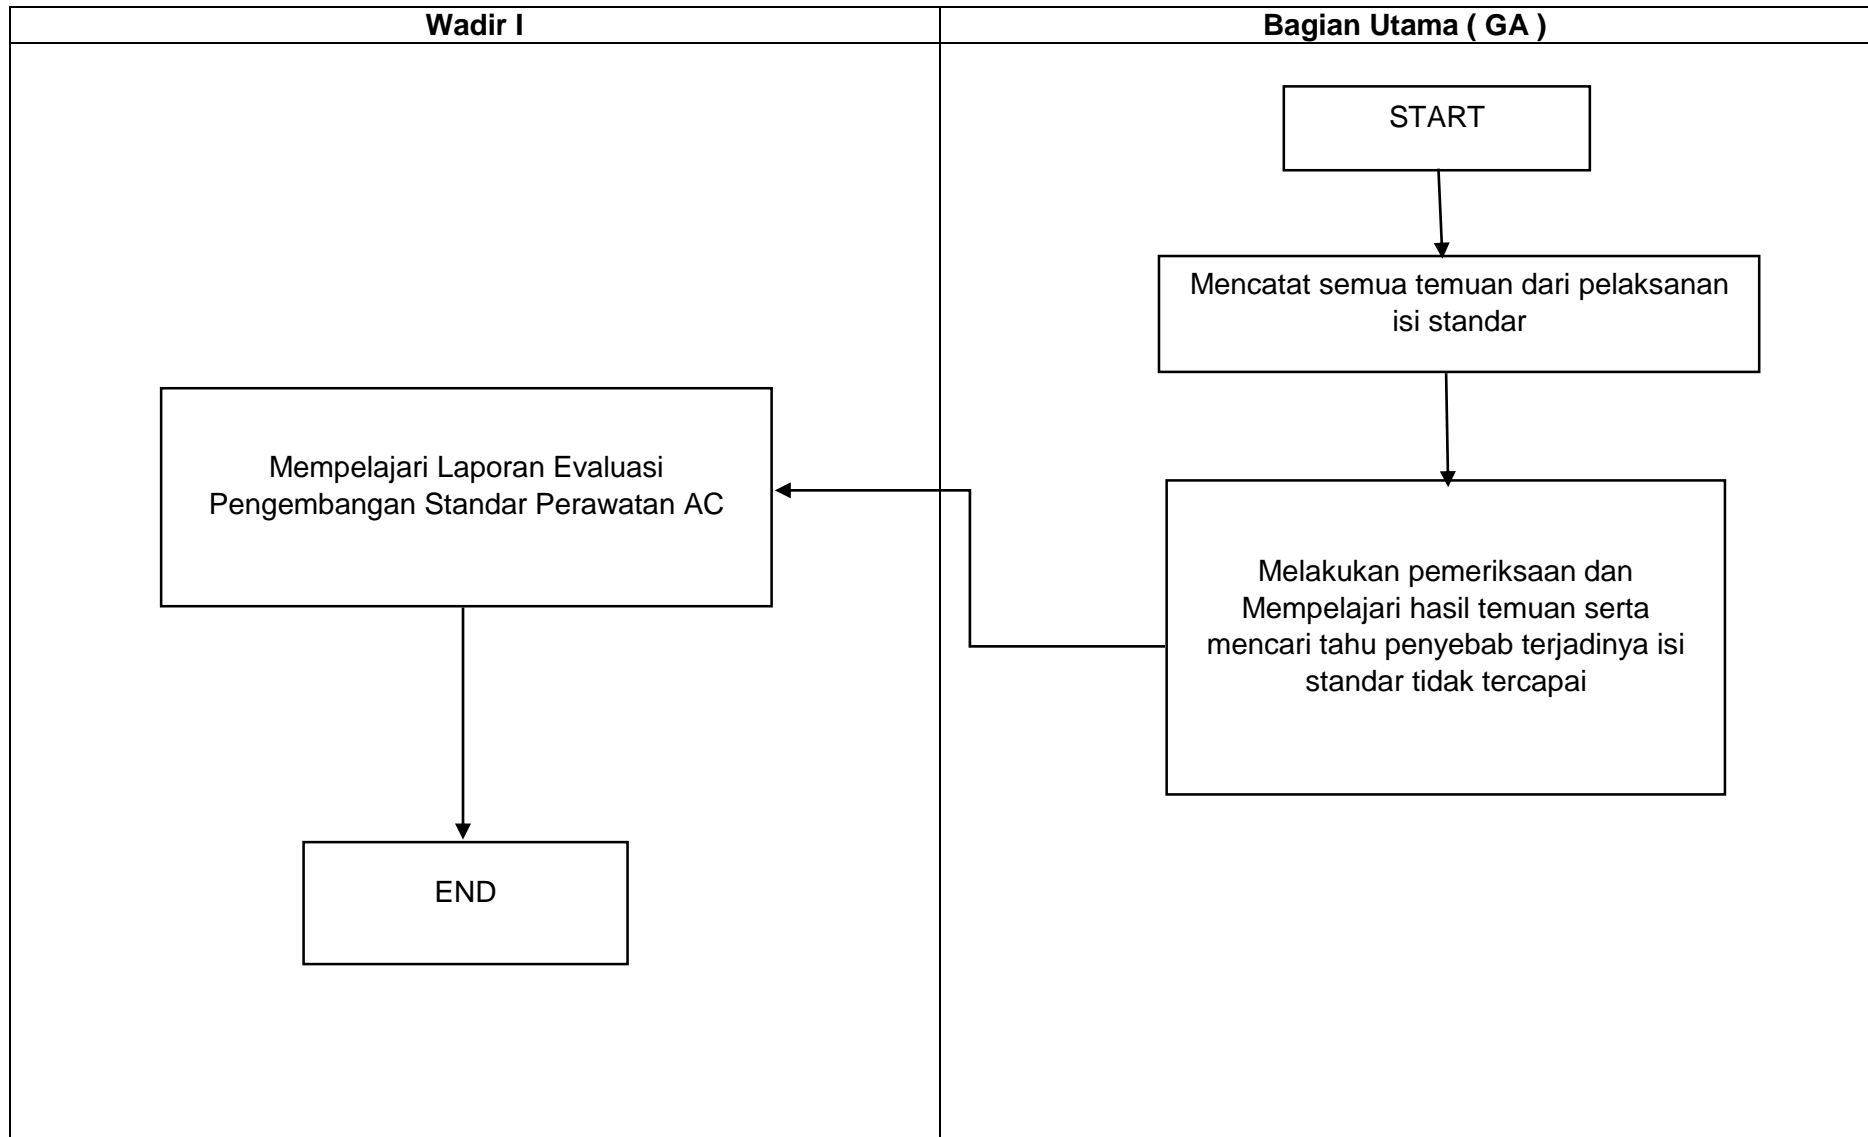 Wadir I
Bagian Utama ( GA )
START
Mencatat semua temuan dari pelaksanan
isi standar
Melakukan pemeriksaan dan
Mempelajari hasil temuan serta
mencari tahu penyebab terjadinya isi
standar tidak tercapai
Mempelajari Laporan Evaluasi
Pengembangan Standar Perawatan AC
END